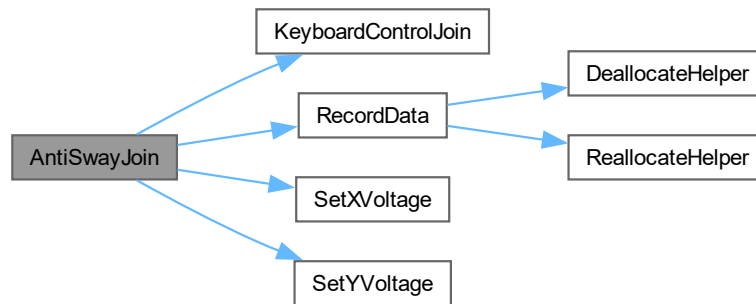 KeyboardControlJoin
DeallocateHelper
RecordData
AntiSwayJoin
ReallocateHelper
SetXVoltage
SetYVoltage